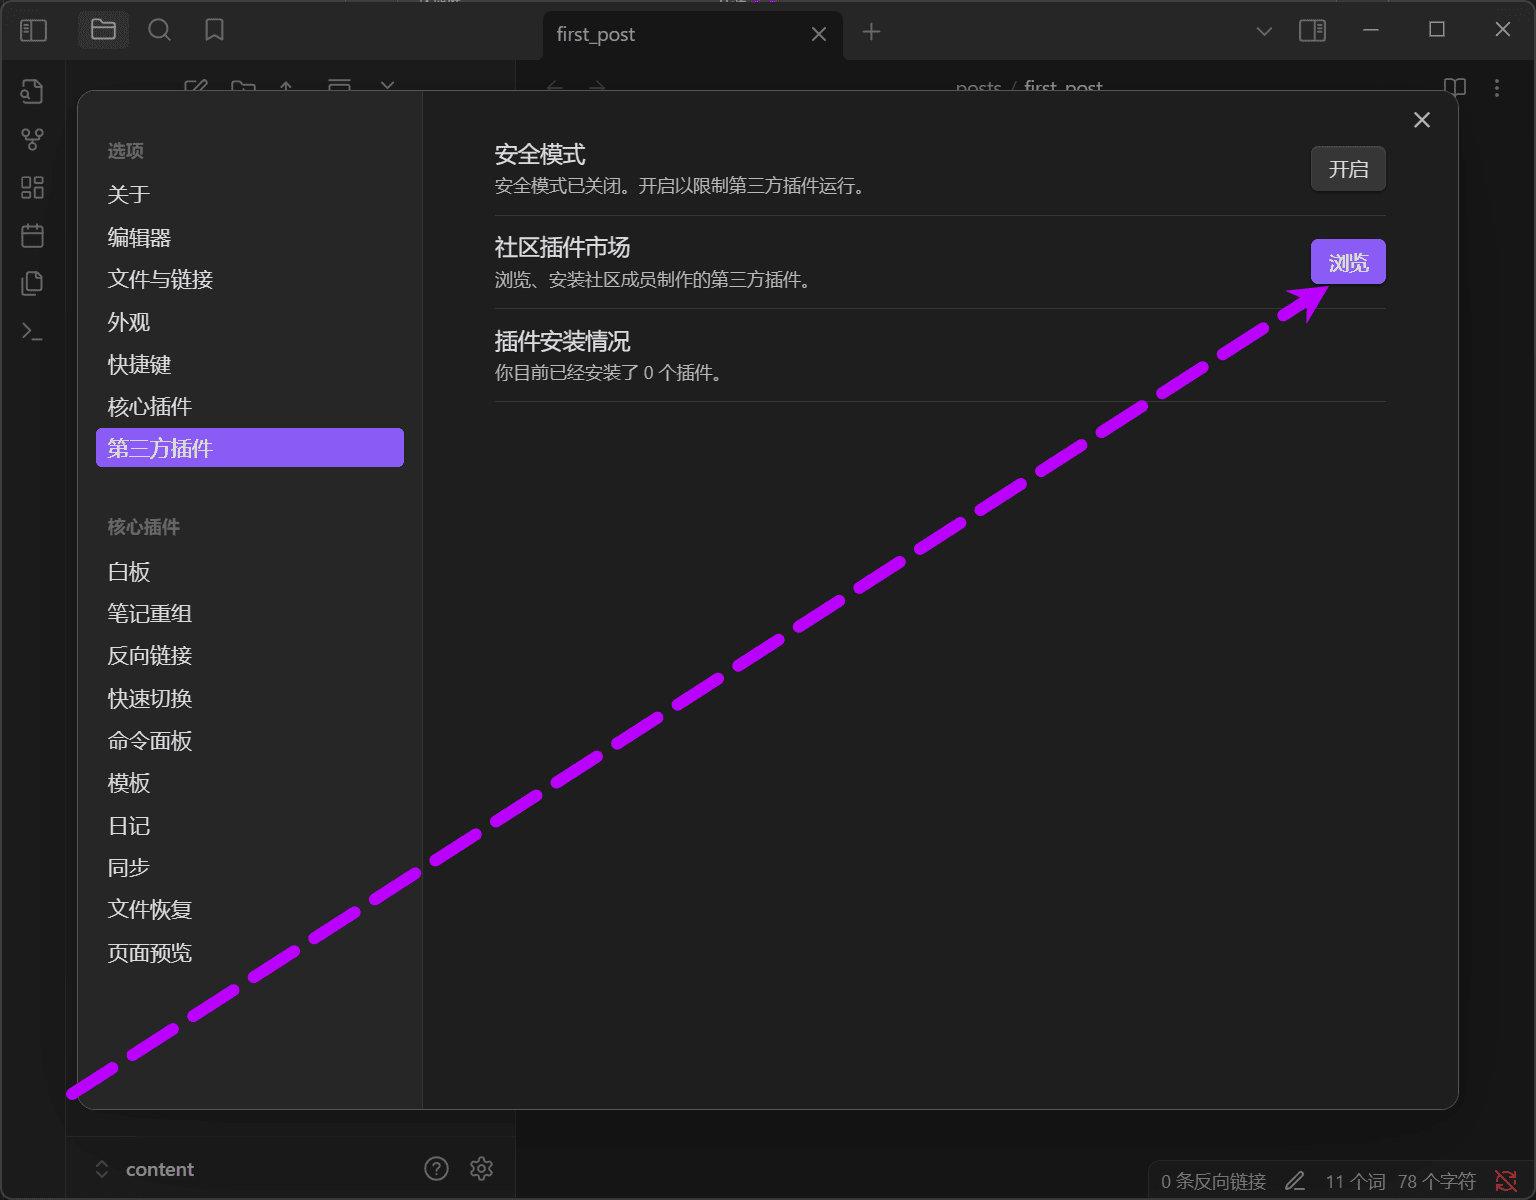 first_post
posts / first_post
选项
关于
编辑器
文件与链接
外观
快捷键
核心插件
第三方插件
核心插件
白板
笔记重组
反向链接
快速切换
命令面板
模板
日记
同步
文件恢复
页面预览
安全模式
安全模式已关闭。开启以限制第三方插件运行。
开启
社区插件市场
浏览、安装社区成员制作的第三方插件。
浏览
插件安装情况
你目前已经安装了 0 个插件。
content
0 条反向链接
11 个词
78 个字符